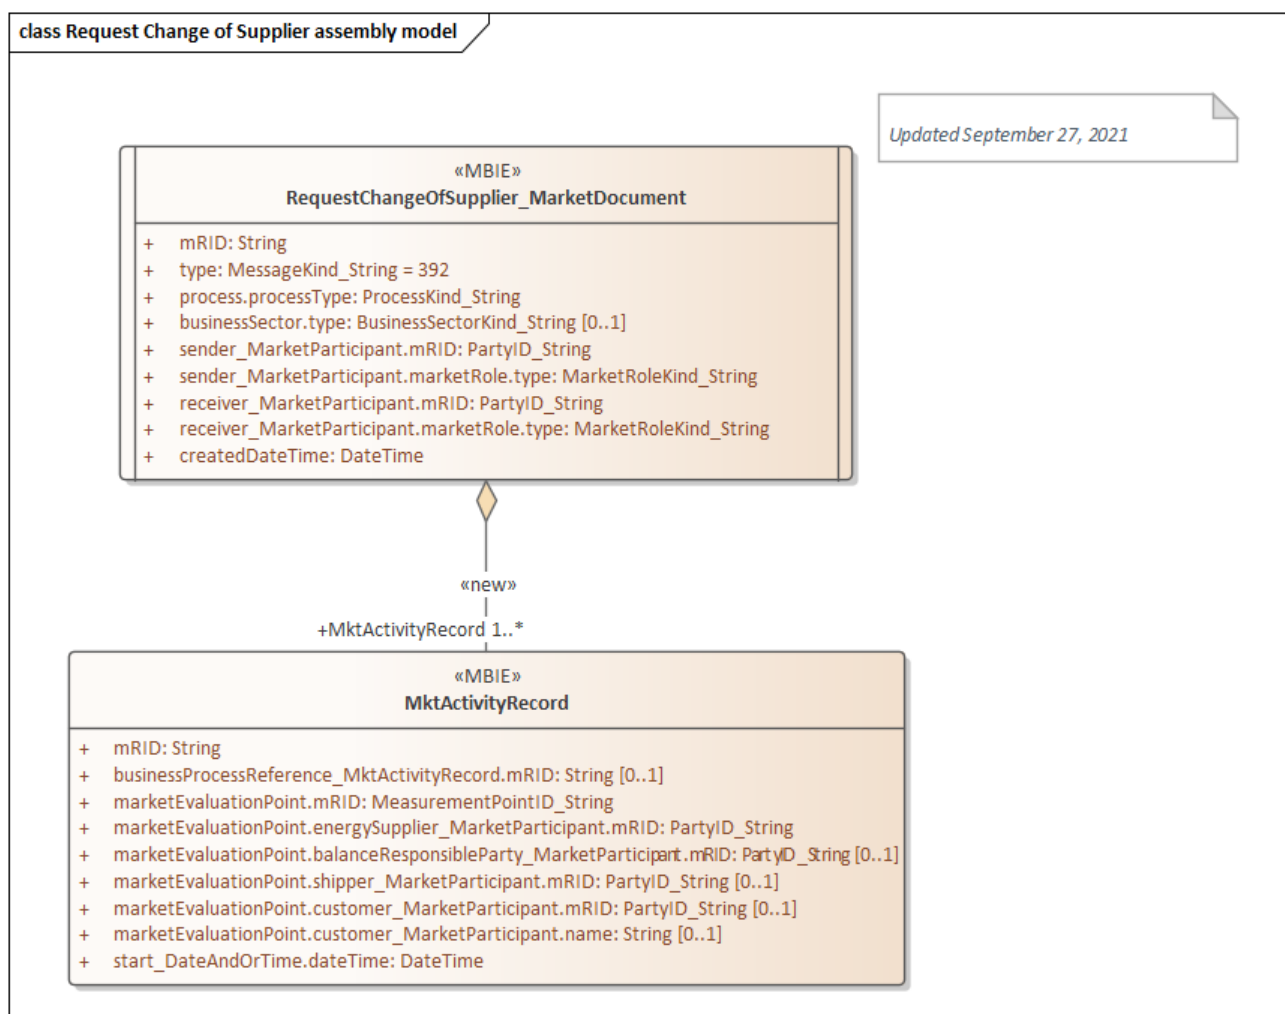 class Request Change of Supplier assembly model
Updated September 27, 2021
«MBIE»
RequestChangeOfSupplier_MarketDocument
+ mRID: String
+ type: MessageKind_String = 392
+ process.processType: ProcessKind_String
+ businessSector.type: BusinessSectorKind_String [0..1]
+ sender_MarketParticipant.mRID: PartyID_String
+ sender_MarketParticipant.marketRole.type: MarketRoleKind_String
+ receiver_MarketParticipant.mRID: PartyID_String
+ receiver_MarketParticipant.marketRole.type: MarketRoleKind_String
+ createdDateTime: DateTime
«new»
+MktActivityRecord 1..*
«MBIE»
MktActivityRecord
+ mRID: String
+ businessProcessReference_MktActivityRecord.mRID: String [0..1]
+ marketEvaluationPoint.mRID: MeasurementPointID_String
+ marketEvaluationPoint.energySupplier_MarketParticipant.mRID: PartyID_String
+ marketEvaluationPoint.balanceResponsibleParty_MarketParticipant.mRID: PartyID_String [0..1]
+ marketEvaluationPoint.shipper_MarketParticipant.mRID: PartyID_String [0..1]
+ marketEvaluationPoint.customer_MarketParticipant.mRID: PartyID_String [0..1]
+ marketEvaluationPoint.customer_MarketParticipant.name: String [0..1]
+ start_DateAndOrTime.dateTime: DateTime